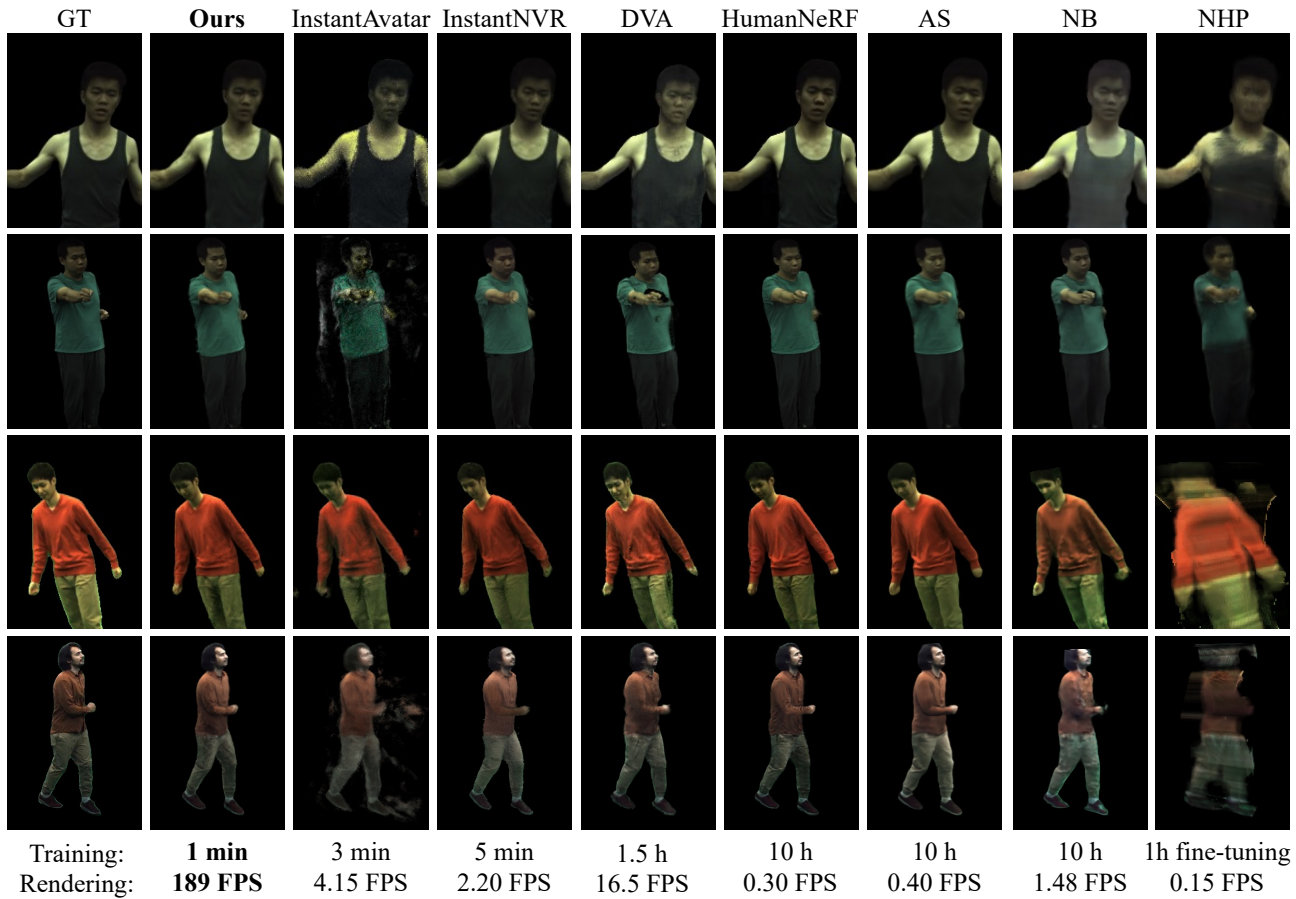 GT Ours InstantAvatar InstantNVR DVA HumanNeRF AS NB NHP
Training: 1 min 3 min 5 min 1.5 h 10 h 10 h 10 h 1h fine-tuning
Rendering: 189 FPS 4.15 FPS 2.20 FPS 16.5 FPS 0.30 FPS 0.40 FPS 1.48 FPS 0.15 FPS